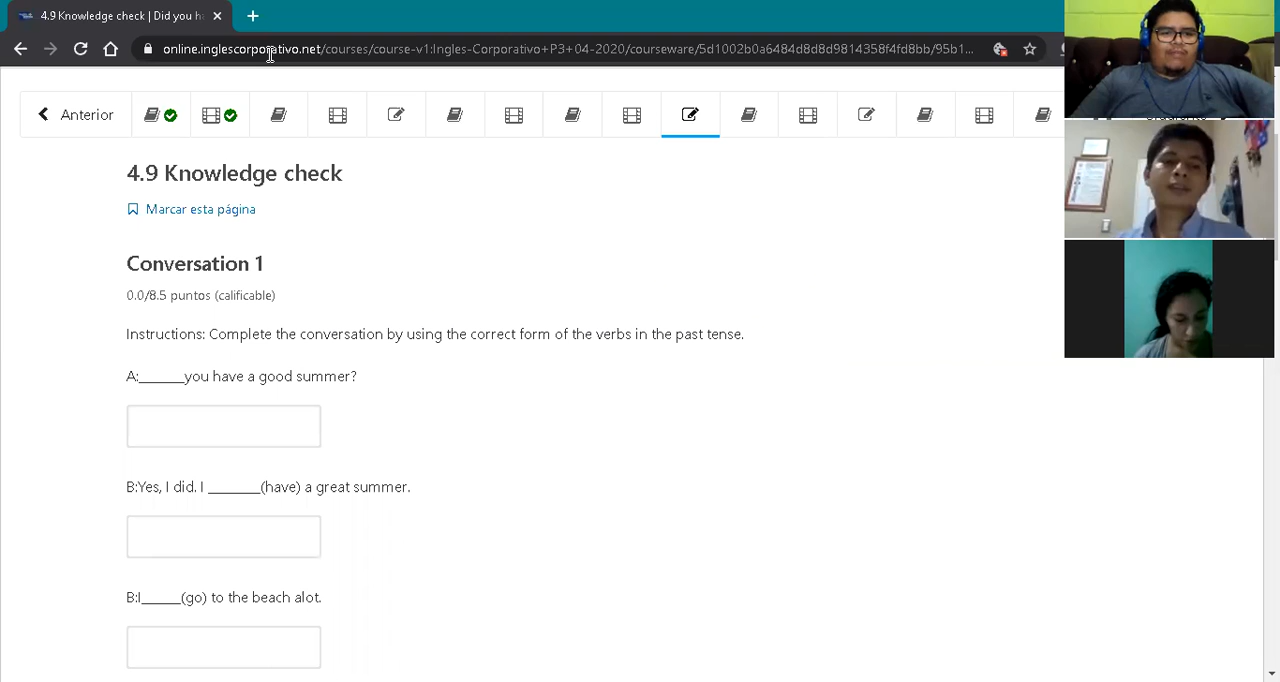 4.9 Knowledge check | Did you h
online.inglescorporativo.net/courses/course-v1:Ingles-Corporativo+P3+04-2020/courseware/5d1002b0a6484d8d8d9814358f4fd8bb/95b1...
Anterior
4.9 Knowledge check
Marcar esta página
Conversation 1
0.0/8.5 puntos (calificable)
Instructions: Complete the conversation by using the correct form of the verbs in the past tense.
A:______you have a good summer?
B:Yes, I did. I _______(have) a great summer.
B:I_____(go) to the beach alot.